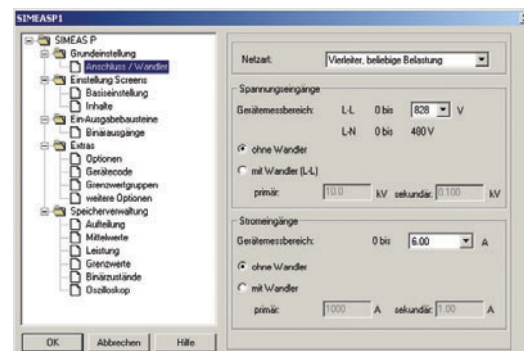 SIMEASP1
SIMEAS P
Grundeinstellung
Anschluss / Wandler
Einstellung Screens
Basiseinstellung
Inhalte
Ein-Ausgabebausteine
Binärausgänge
Extras
Optionen
Gerätecode
Grenzwertgruppen
weitere Optionen
Speicherverwaltung
Aufteilung
Mittelwerte
Leistung
Grenzwerte
Binärzustände
Oszilloskop
OK Abbrechen Hilfe
Netzart: Vierleiter, beliebige Belastung
Spannungseingänge
Gerätemessbereich: L-L 0 bis 828 V
L-N 0 bis 480 V
ohne Wandler
mit Wandler (L-L)
primär: 10.0 kV sekundär: 0.100 kV
Stromeingänge
Gerätemessbereich: 0 bis 6.00 A
ohne Wandler
mit Wandler
primär: 1000 A sekundär: 1.00 A